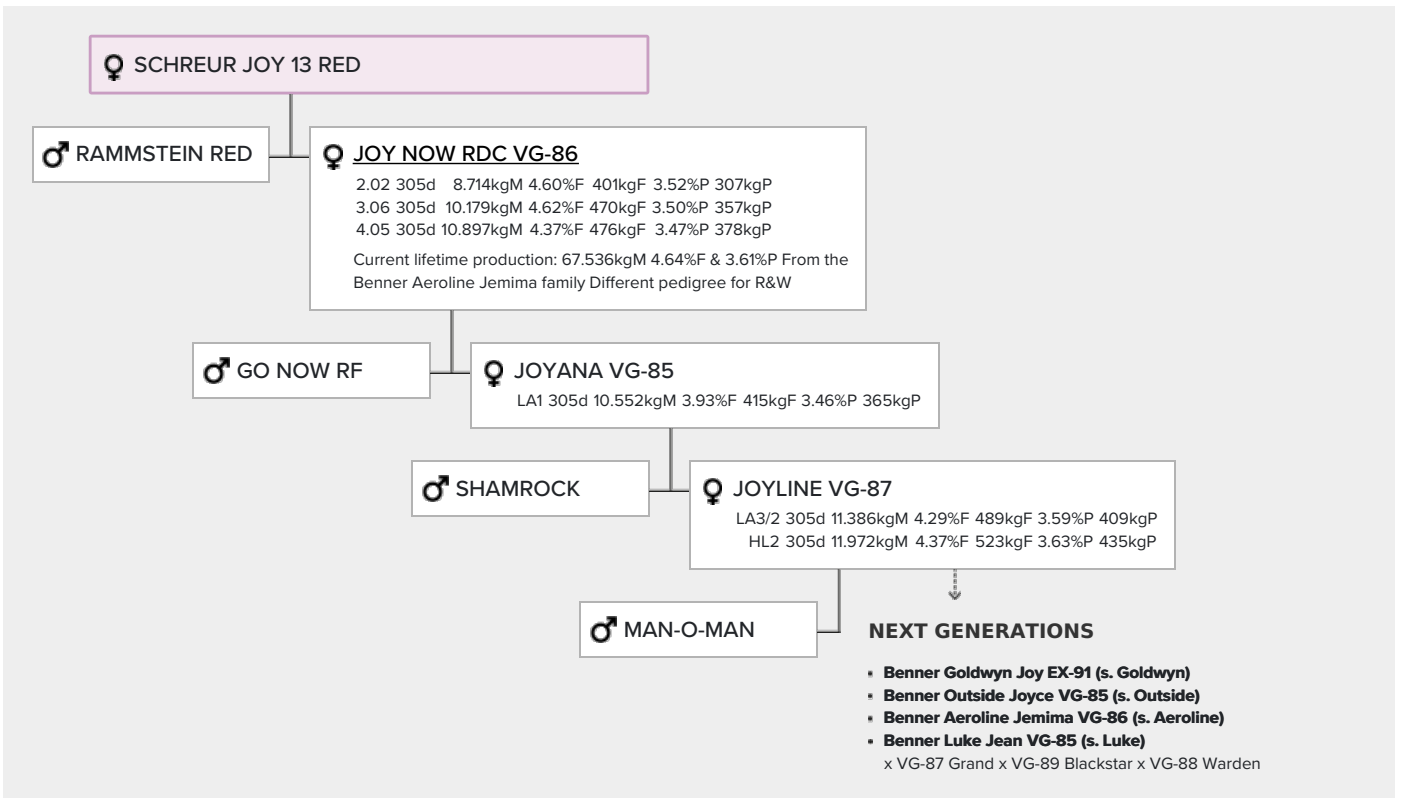 SCHREUR JOY 13 RED
RAMMSTEIN RED
JOY NOW RDC VG-86
2.02 305d 8.714kgM 4.60%F 401kgF 3.52%P 307kgP
3.06 305d 10.179kgM 4.62%F 470kgF 3.50%P 357kgP
4.05 305d 10.897kgM 4.37%F 476kgF 3.47%P 378kgP
Current lifetime production: 67.536kgM 4.64%F & 3.61%P From the
Benner Aeroline Jemima family Different pedigree for R&W
GO NOW RF
JOYANA VG-85
LA1 305d 10.552kgM 3.93%F 415kgF 3.46%P 365kgP
SHAMROCK
JOYLINE VG-87
LA3/2 305d 11.386kgM 4.29%F 489kgF 3.59%P 409kgP
HL2 305d 11.972kgM 4.37%F 523kgF 3.63%P 435kgP
MAN-O-MAN
NEXT GENERATIONS
Benner Goldwyn Joy EX-91 (s. Goldwyn)
Benner Outside Joyce VG-85 (s. Outside)
Benner Aeroline Jemima VG-86 (s. Aeroline)
Benner Luke Jean VG-85 (s. Luke)
x VG-87 Grand x VG-89 Blackstar x VG-88 Warden